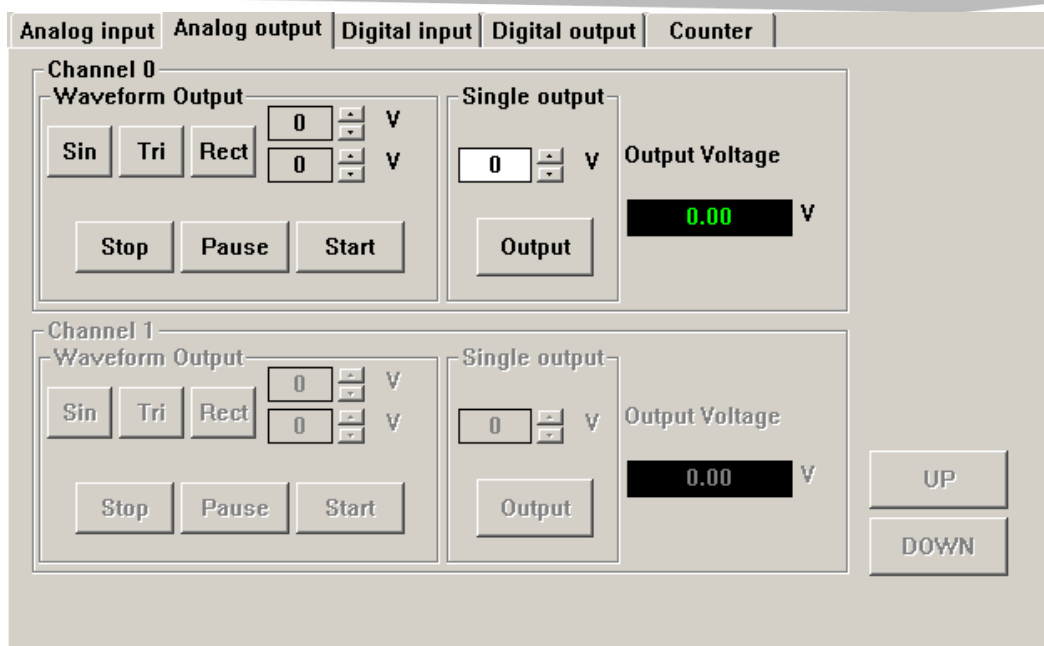 Analog input Analog output Digital input Digital output Counter
Channel 0
Waveform Output
Sin Tri Rect
0 V
0 V
Stop Pause Start
Single output
0 V
Output
Output Voltage
0.00 V
Channel 1
Waveform Output
Sin Tri Rect
0 V
0 V
Stop Pause Start
Single output
0 V
Output
Output Voltage
0.00 V
UP
DOWN